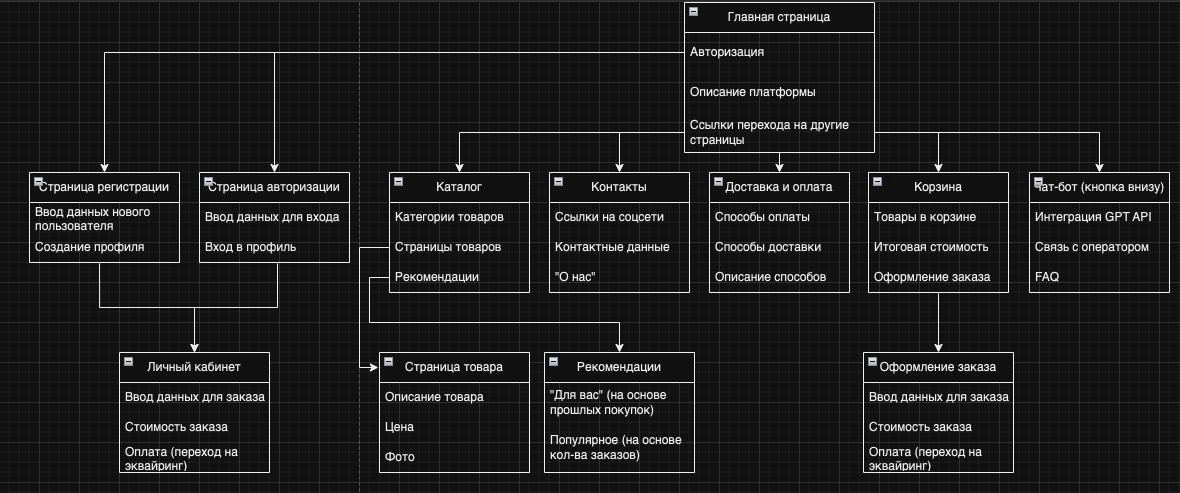 Главная страница
Авторизация
Описание платформы
Ссылки перехода на другие
страницы
Страница регистрации
Ввод данных нового
пользователя
Создание профиля
Страница авторизации
Ввод данных для входа
Вход в профиль
Каталог
Категории товаров
Страницы товаров
Рекомендации
Контакты
Ссылки на соцсети
Контактные данные
"О нас"
Доставка и оплата
Способы оплаты
Способы доставки
Описание способов
Корзина
Товары в корзине
Итоговая стоимость
Оформление заказа
Чат-бот (кнопка внизу)
Интеграция GPT API
Связь с оператором
FAQ
Личный кабинет
Ввод данных для заказа
Стоимость заказа
Оплата (переход на
эквайринг)
Страница товара
Описание товара
Цена
Фото
Рекомендации
"Для вас" (на основе
прошлых покупок)
Популярное (на основе
кол-ва заказов)
Оформление заказа
Ввод данных для заказа
Стоимость заказа
Оплата (переход на
эквайринг)